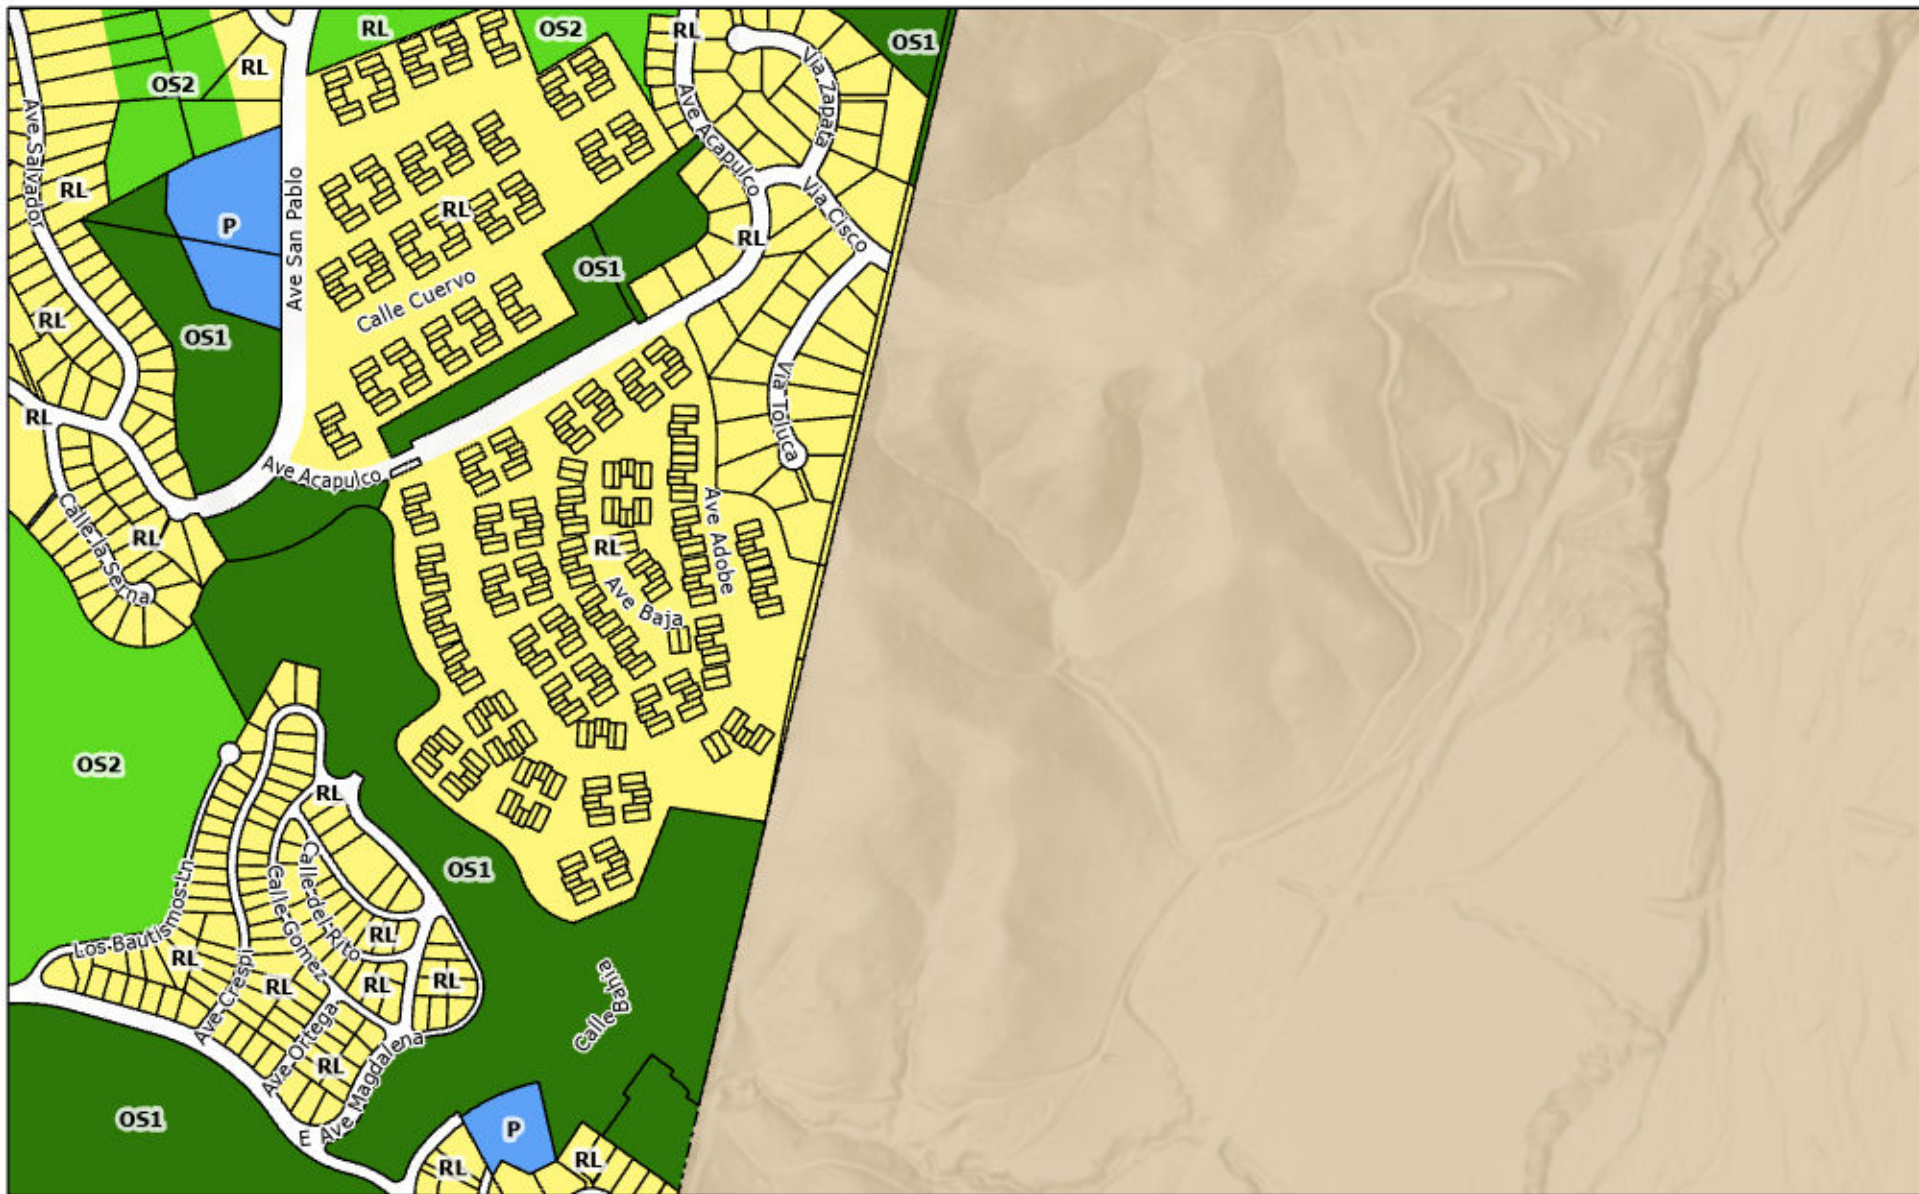 RL
OS2
RL
OS1
OS2
RL
Via Zapata
Ave Salvador
Ave Acapulco
RL
P
Ave San Pablo
RL
Via Cisco
RL
OS1
Calle Cuervo
RL
OS1
RL
Via Toluca
Ave Acapulco
Calle la Serna
RL
RL
Ave Adobe
Ave Baja
OS2
RL
OS1
Calle del Rito
Calle Gomez
Los Bautismos Ln
RL
RL
RL
RL
RL
Ave Crespi
Ave Ortega
Calle Bahia
RL
E Ave Magdalena
OS1
P
RL
RL